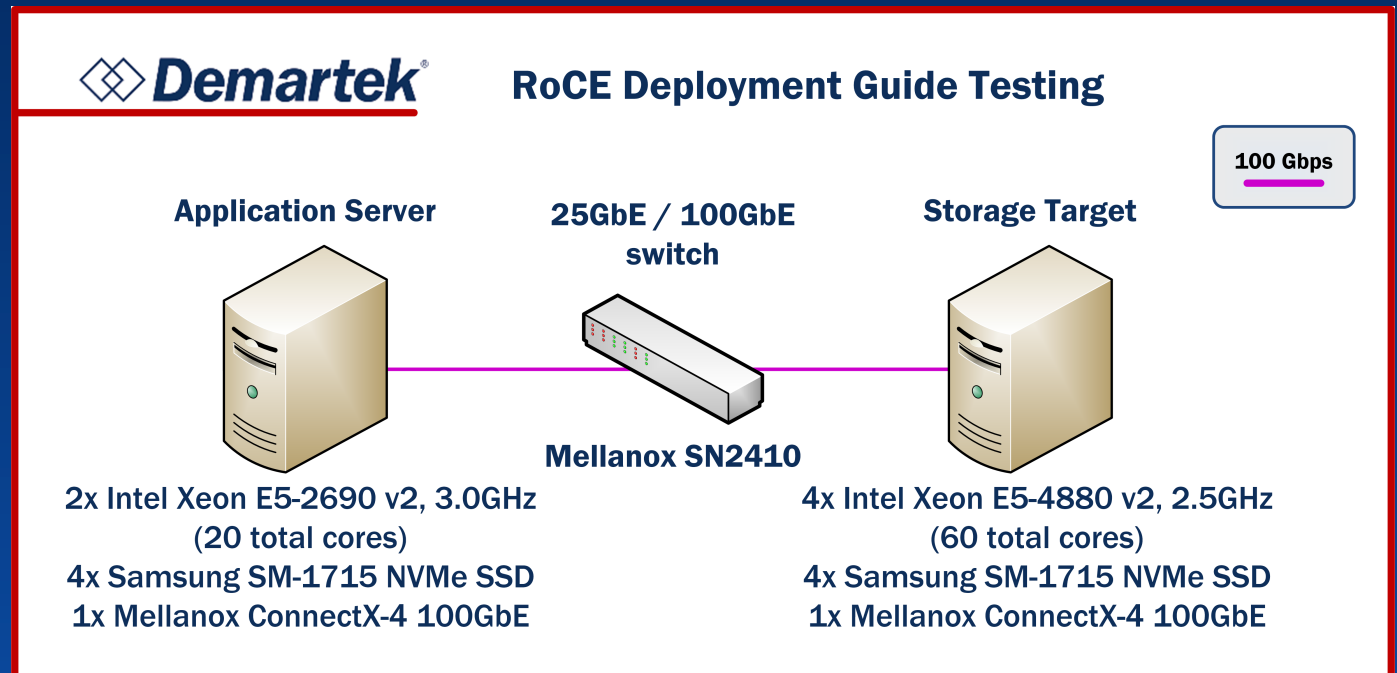 Demartek®
RoCE Deployment Guide Testing
100 Gbps
Application Server
25GbE / 100GbE
switch
Storage Target
Mellanox SN2410
2x Intel Xeon E5-2690 v2, 3.0GHz
(20 total cores)
4x Samsung SM-1715 NVMe SSD
1x Mellanox ConnectX-4 100GbE
4x Intel Xeon E5-4880 v2, 2.5GHz
(60 total cores)
4x Samsung SM-1715 NVMe SSD
1x Mellanox ConnectX-4 100GbE